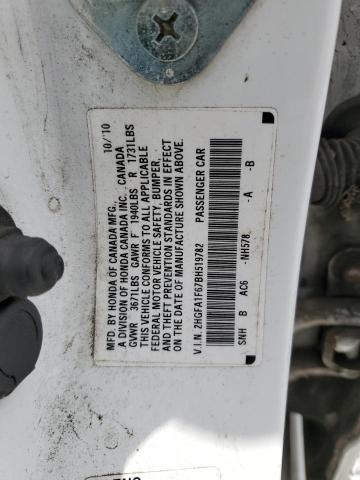 MFD. BY HONDA OF CANADA MFG. 10/10
A DIVISION OF HONDA CANADA INC. CANADA
GVWR 3671LBS GAWR F 1940LBS R 1731LBS
THIS VEHICLE CONFORMS TO ALL APPLICABLE
FEDERAL MOTOR VEHICLE SAFETY, BUMPER,
AND THEFT PREVENTION STANDARDS IN EFFECT
ON THE DATE OF MANUFACTURE SHOWN ABOVE.
V.I.N. 2HGFA1F67BH519782 PASSENGER CAR
SNH B AC6 -NH578 -A -B